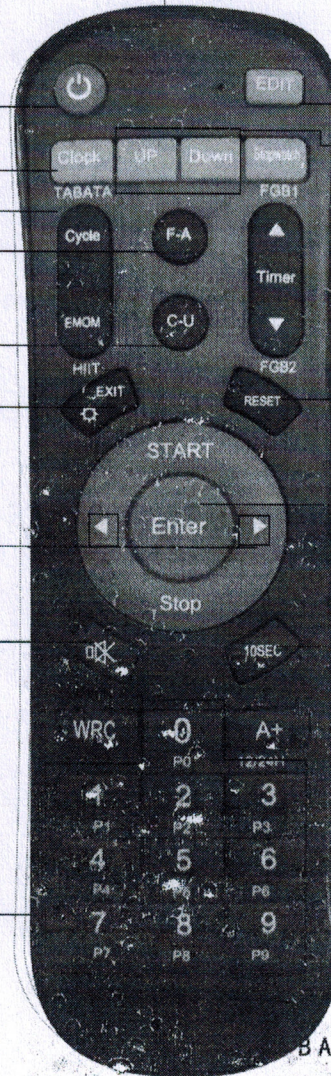 EDIT
Clock UP Down Stopwatch
TABATA FGB1
Cycle F-A
Timer
EMOM C-U
HIIT FGB2
EXIT RESET
START
Enter
Stop
10SEC
WRC 0 A+
P0 12/24H
1 2 3
P1 P2 P3
4 5 6
P4 P5 P6
7 8 9
P7 P8 P9
BA